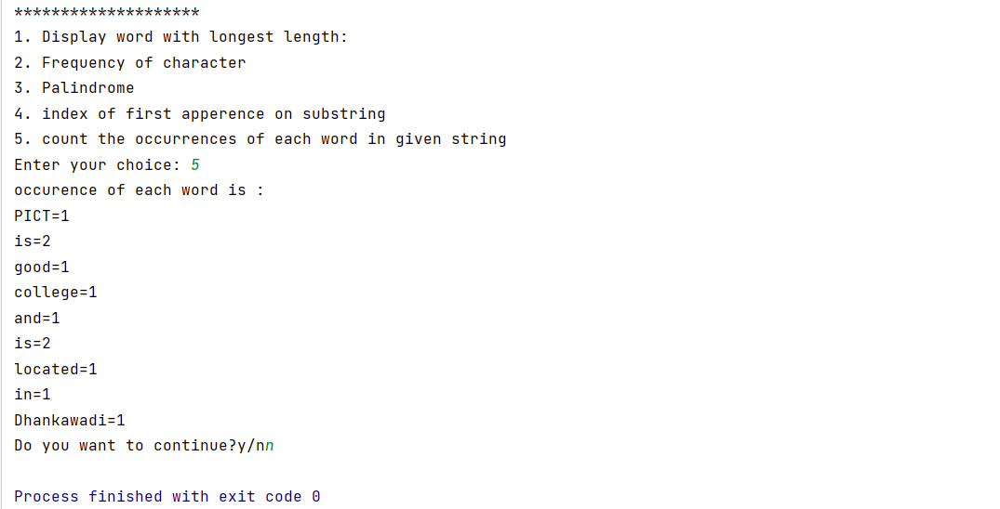 ********************
1. Display word with longest length:
2. Frequency of character
3. Palindrome
4. index of first apperence on substring
5. count the occurrences of each word in given string
Enter your choice: 5
occurence of each word is :
PICT=1
is=2
good=1
college=1
and=1
is=2
located=1
in=1
Dhankawadi=1
Do you want to continue?y/nn
Process finished with exit code 0